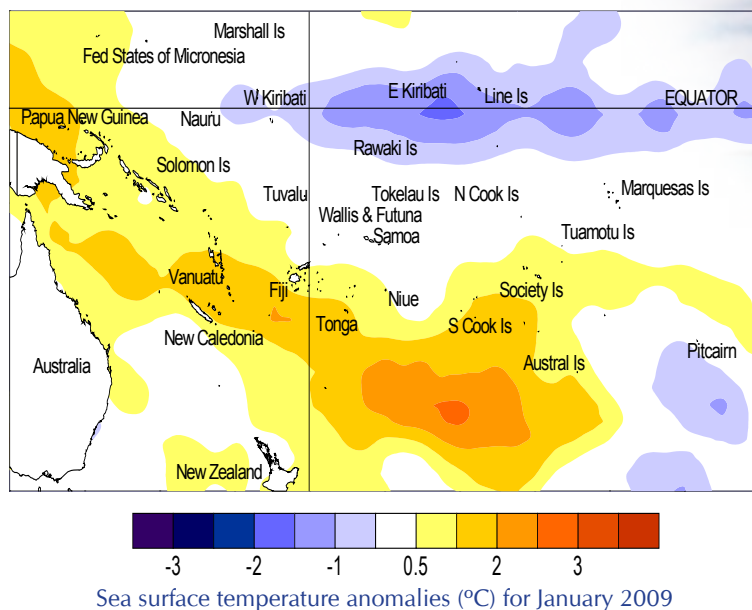 Marshall Is
Fed States of Micronesia
W Kiribati
E Kiribati
Line Is
EQUATOR
Papua New Guinea
Nauru
Rawaki Is
Solomon Is
Tuvalu
Tokelau Is
N Cook Is
Marquesas Is
Wallis & Futuna
Samoa
Tuamotu Is
Vanuatu
Fiji
Niue
Society Is
New Caledonia
Tonga
S Cook Is
Australia
Austral Is
Pitcairn
New Zealand
-3 -2 -1 0.5 2 3
Sea surface temperature anomalies (ºC) for January 2009